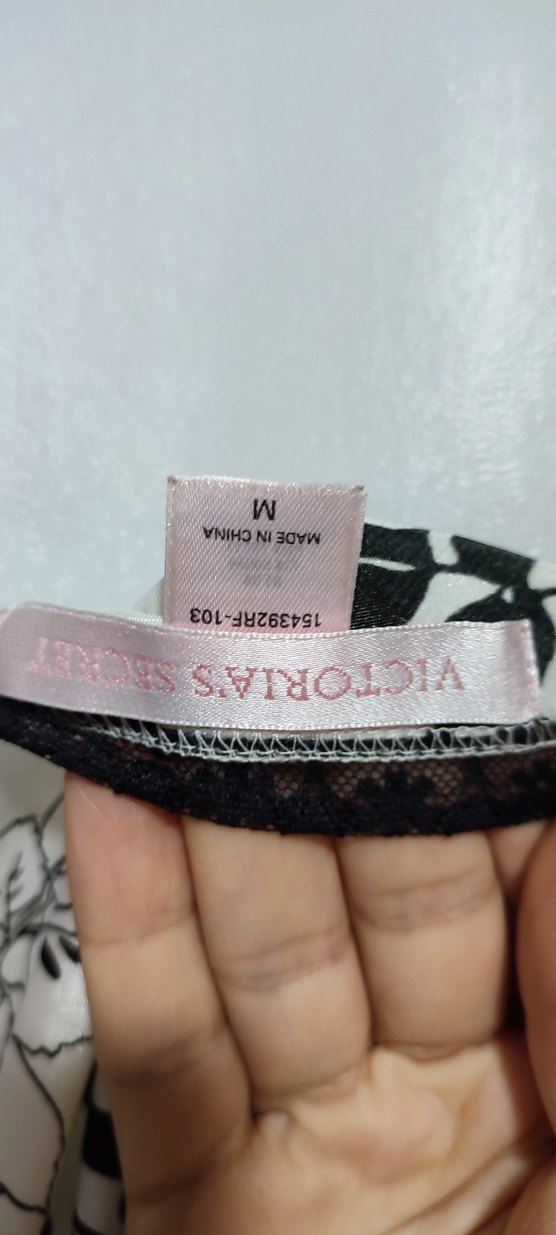 VICTORIA'S SECRET
154392RF-103
MADE IN CHINA
M